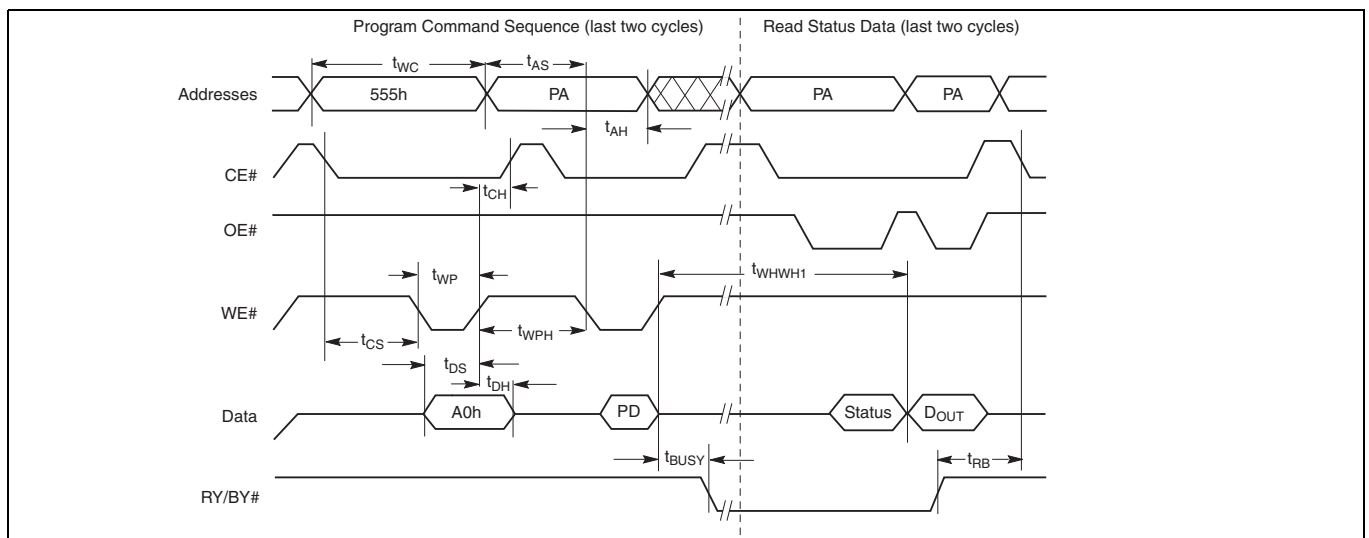 Program Command Sequence (last two cycles) Read Status Data (last two cycles)
tWC tAS
Addresses 555h PA PA PA
tAH
CE#
tCH
OE#
tWHWH1
tWP
WE#
tWPH
tCS
tDS
tDH
Data A0h PD Status DOUT
tBUSY tRB
RY/BY#